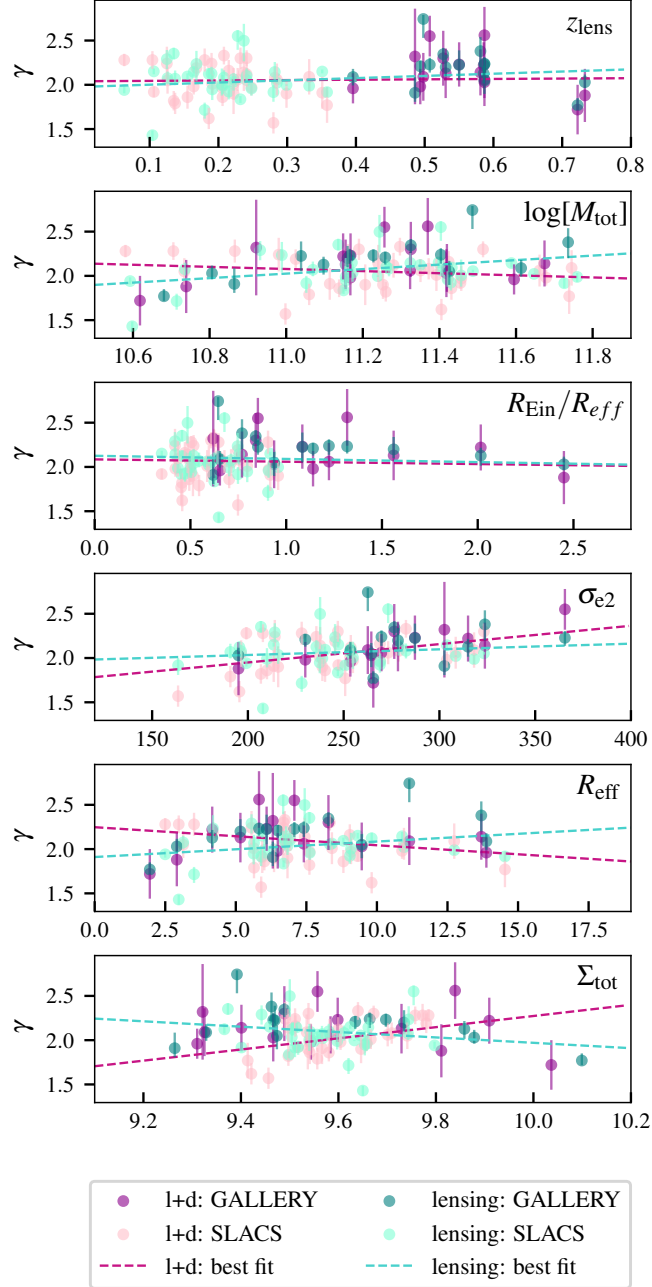 z_lens
2.5
γ 2.0
1.5
0.1 0.2 0.3 0.4 0.5 0.6 0.7 0.8
log[M_tot]
2.5
γ 2.0
1.5
10.6 10.8 11.0 11.2 11.4 11.6 11.8
R_Ein/R_eff
2.5
γ 2.0
1.5
0.0 0.5 1.0 1.5 2.0 2.5
σ_e2
2.5
γ 2.0
1.5
150 200 250 300 350 400
R_eff
2.5
γ 2.0
1.5
0.0 2.5 5.0 7.5 10.0 12.5 15.0 17.5
Σ_tot
2.5
γ 2.0
1.5
9.2 9.4 9.6 9.8 10.0 10.2
l+d: GALLERY lensing: GALLERY
l+d: SLACS lensing: SLACS
l+d: best fit lensing: best fit